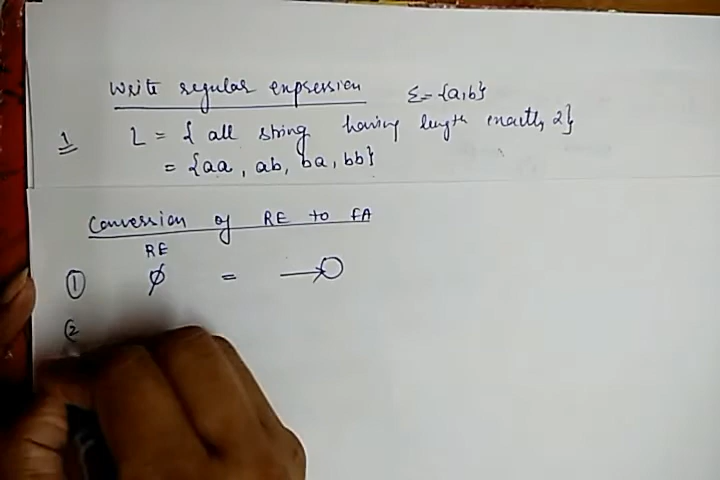 Write regular expression Σ = {a,b}
1 L = { all string having length exactly 2}
= {aa, ab, ba, bb}
Conversion of RE to FA
RE
① ϕ = →○
(2